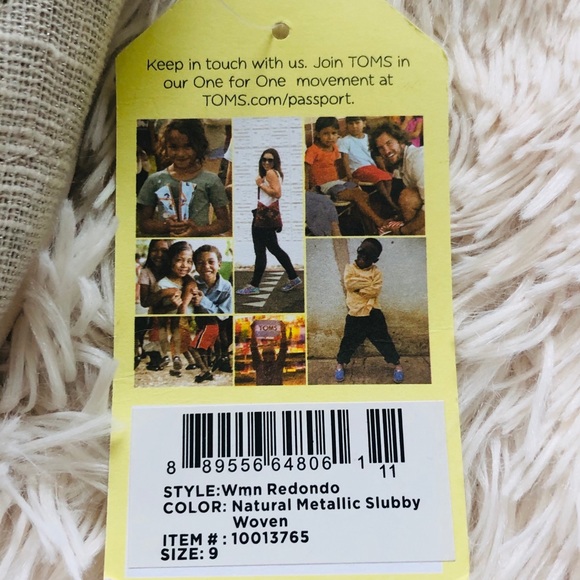 Keep in touch with us. Join TOMS in
our One for One movement at
TOMS.com/passport.
TOMS
8 89556 64806 1 11
STYLE:Wmn Redondo
COLOR: Natural Metallic Slubby
Woven
ITEM # : 10013765
SIZE: 9